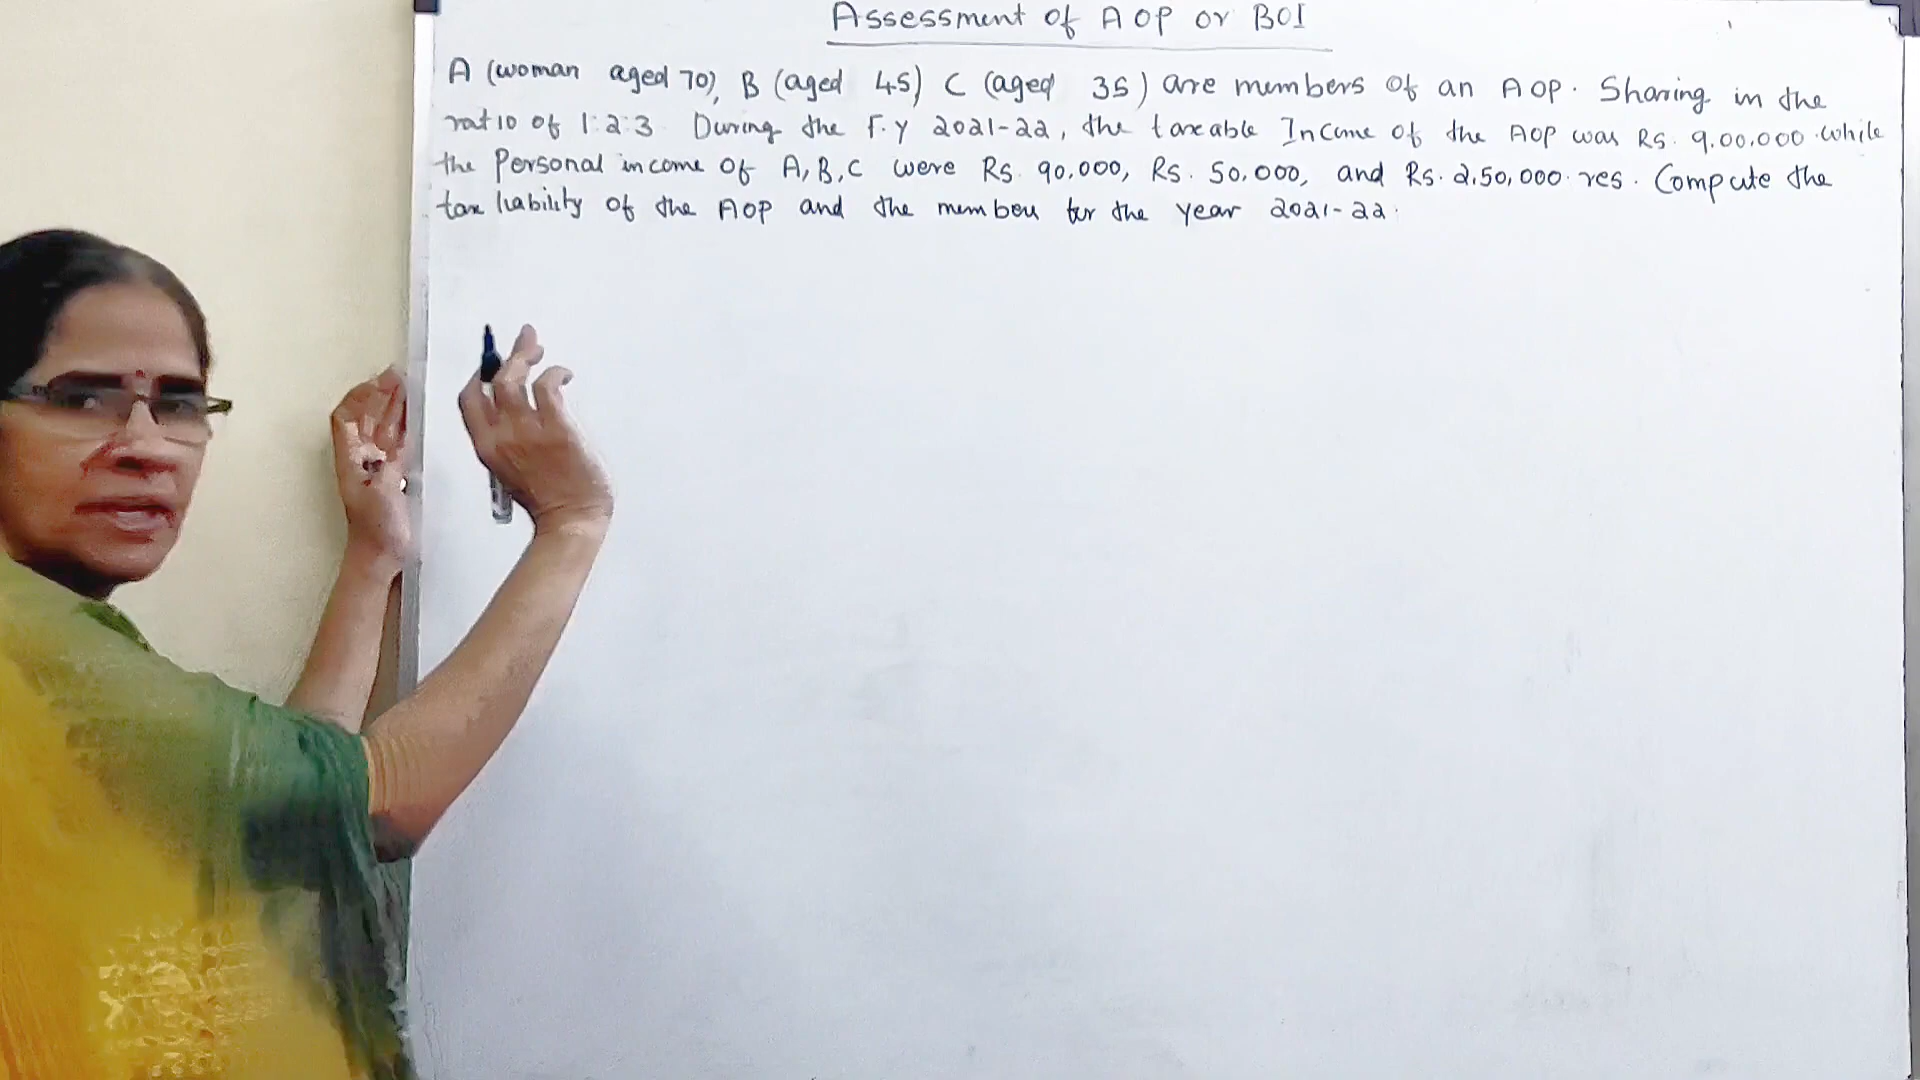 Assessment of AOP or BOI
A (woman aged 70), B (aged 45) C (aged 35) are members of an AOP. Sharing in the
ratio of 1:2:3 During the F.Y 2021-22, the taxable Income of the AOP was Rs. 9,00,000 while
the Personal income of A,B,C were Rs. 90,000, Rs. 50,000, and Rs. 2,50,000 res. Compute the
tax liability of the AOP and the member for the year 2021-22.